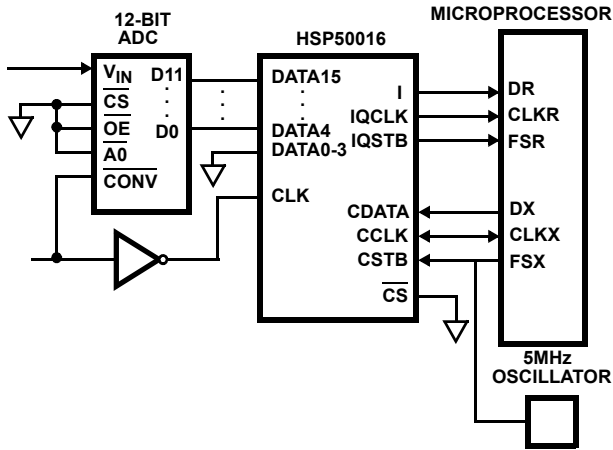 12-BIT
ADC
VIN
CS
OE
A0
CONV
D11
D0
HSP50016
DATA15
DATA4
DATA0-3
CLK
I
IQCLK
IQSTB
CDATA
CCLK
CSTB
CS
MICROPROCESSOR
DR
CLKR
FSR
DX
CLKX
FSX
5MHz
OSCILLATOR